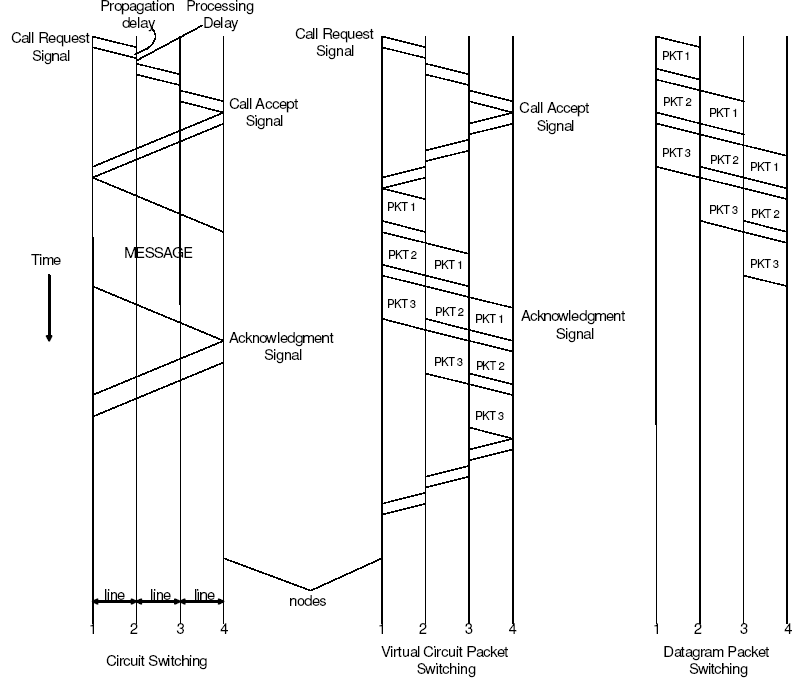 Propagation
delay
Processing
Delay
Call Request
Signal
Call Accept
Signal
MESSAGE
Time
Acknowledgment
Signal
line line line
1 2 3 4
Circuit Switching
nodes
Call Request
Signal
Call Accept
Signal
PKT 1
PKT 2 PKT 1
PKT 3 PKT 2 PKT 1
PKT 3 PKT 2
PKT 3
Acknowledgment
Signal
1 2 3 4
Virtual Circuit Packet
Switching
PKT 1
PKT 2 PKT 1
PKT 3 PKT 2 PKT 1
PKT 3 PKT 2
PKT 3
1 2 3 4
Datagram Packet
Switching